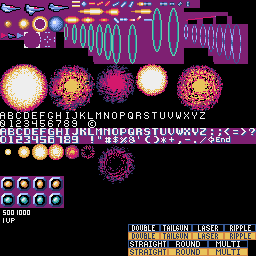 ABCDEFGHIJKLMNOPQRSTUVWXYZ
0123456789 ©
ABCDEFGHIJKLMNOPQRSTUVWXYZ:;<=>?
0123456789 !"#$%&'()*+,-./©End
500 1000
1UP
DOUBLE TAILGUN LASER RIPPLE
DOUBLE TAILGUN LASER RIPPLE
STRAIGHT ROUND MULTI
STRAIGHT ROUND MULTI